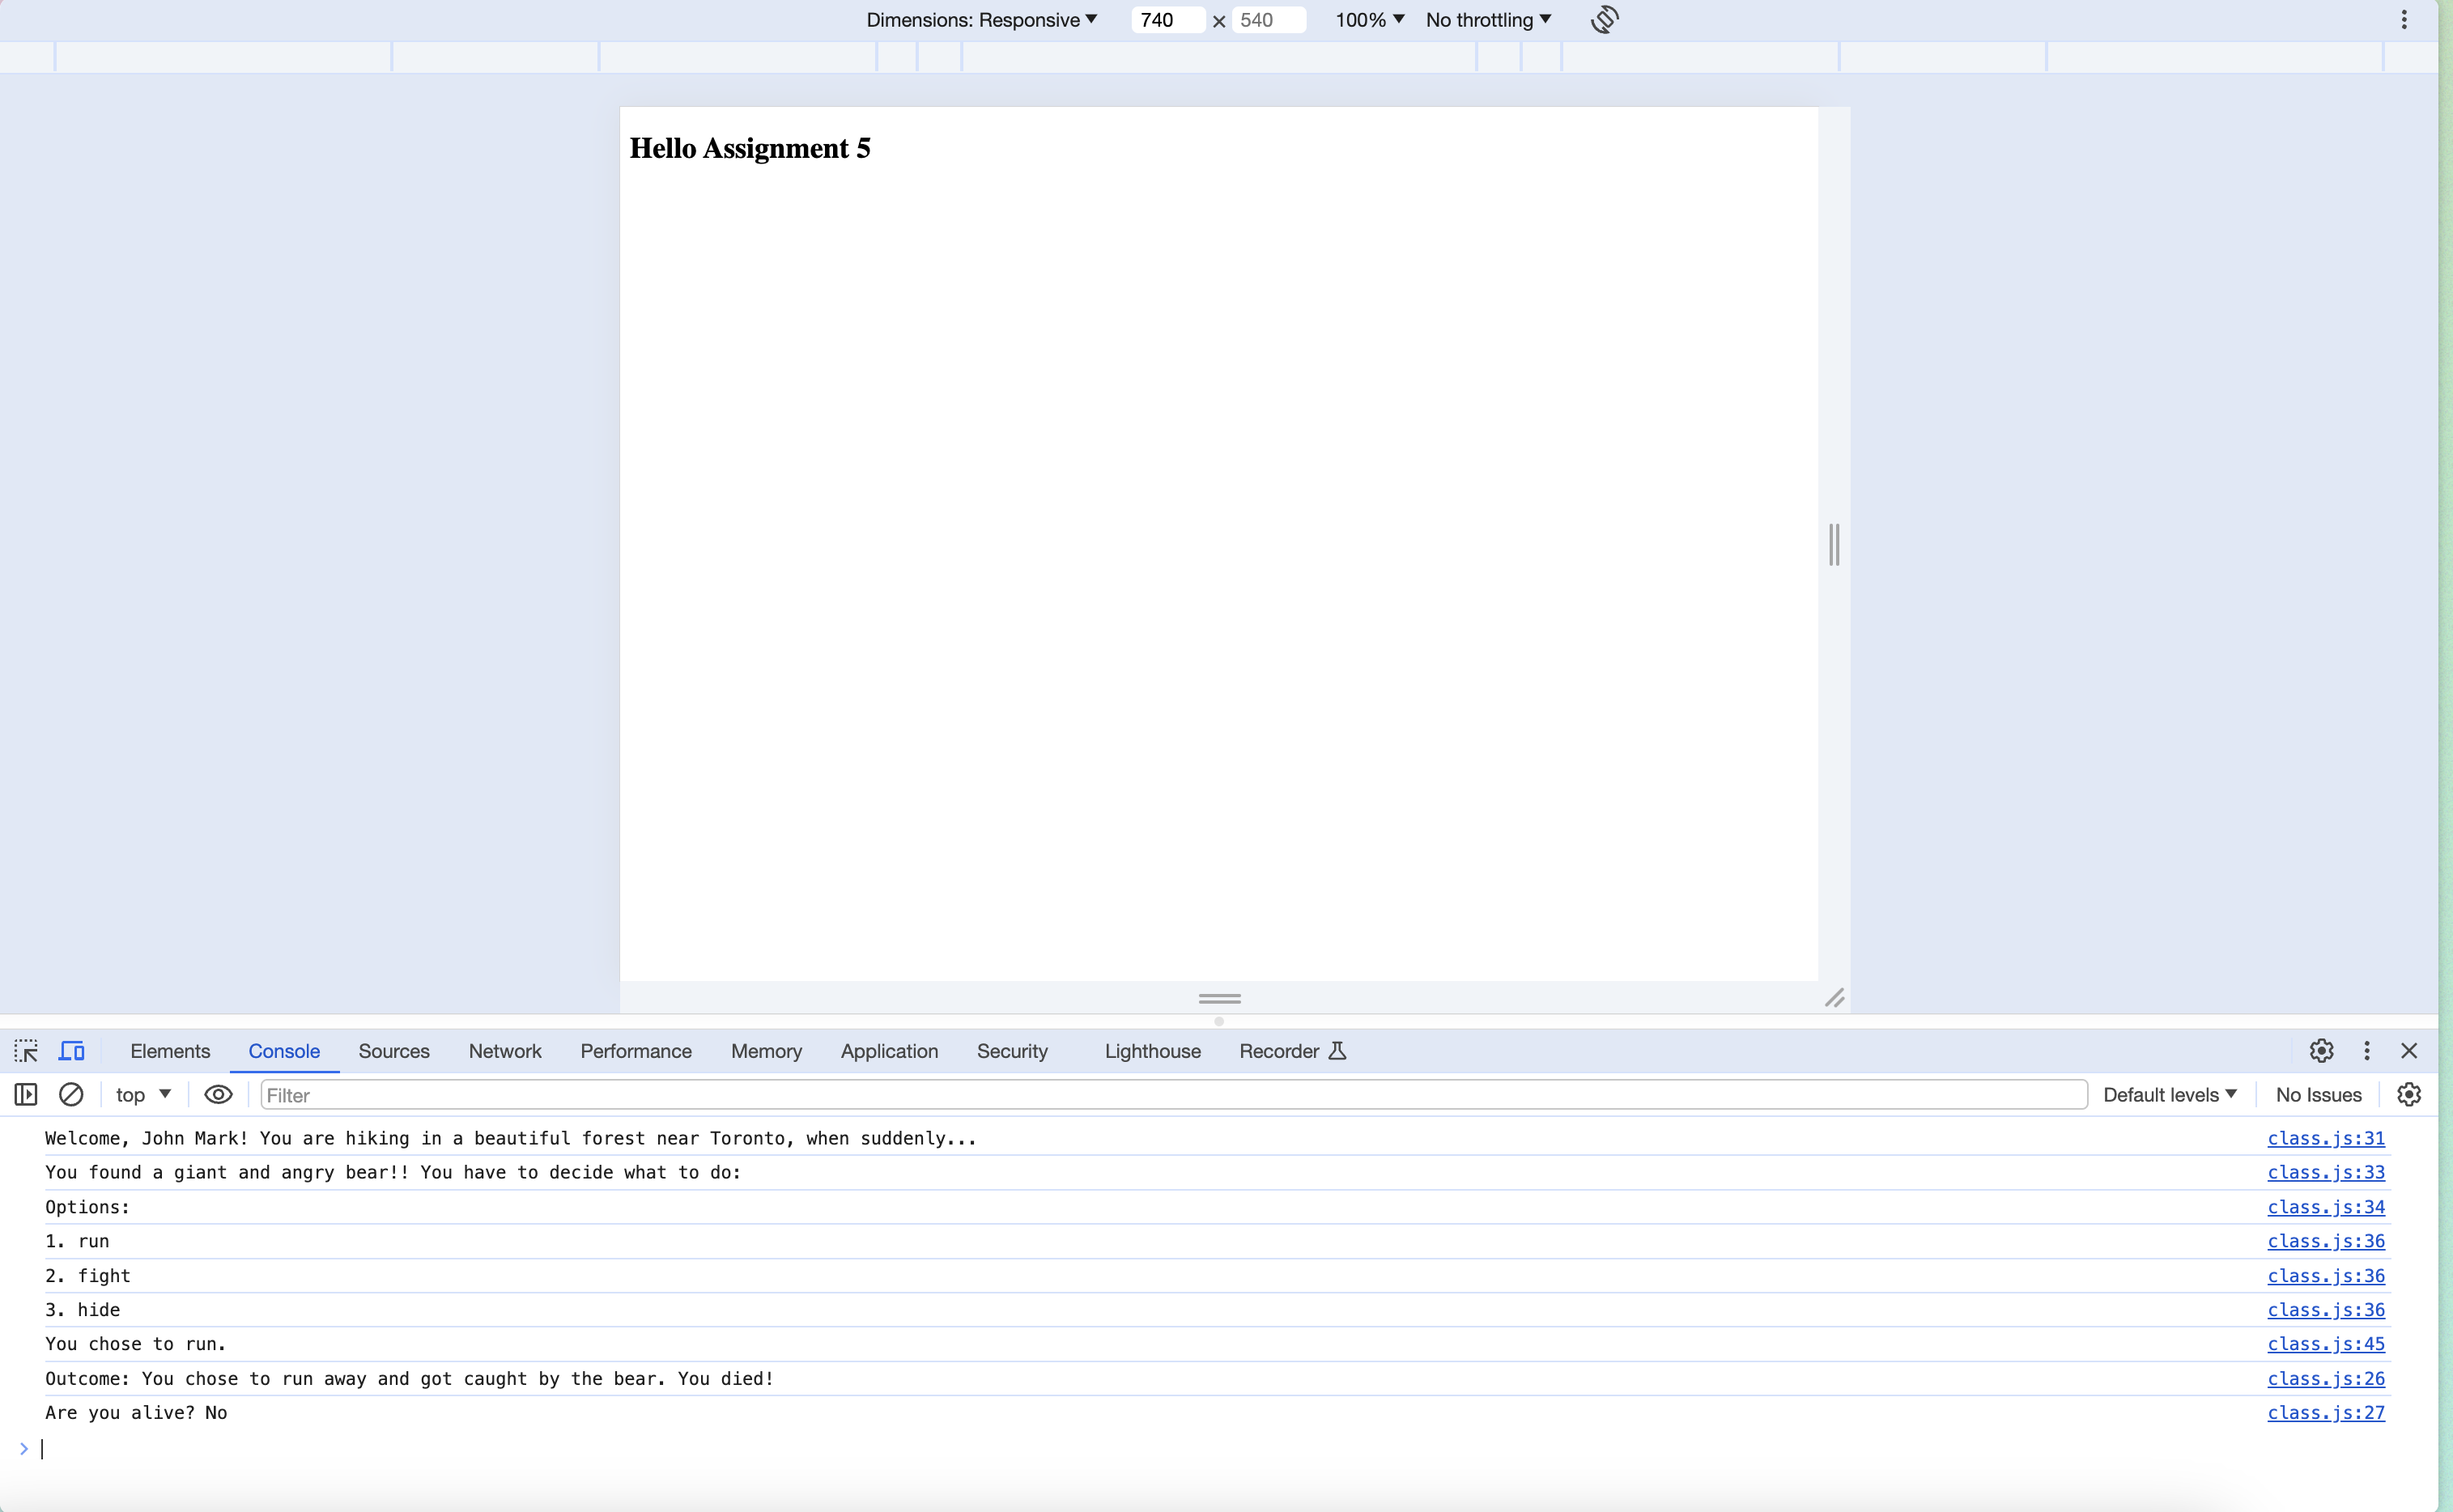 Dimensions: Responsive 740 × 540 100% No throttling
Hello Assignment 5
Elements Console Sources Network Performance Memory Application Security Lighthouse Recorder
top Filter Default levels No Issues
Welcome, John Mark! You are hiking in a beautiful forest near Toronto, when suddenly... class.js:31
You found a giant and angry bear!! You have to decide what to do: class.js:33
Options: class.js:34
1. run class.js:36
2. fight class.js:36
3. hide class.js:36
You chose to run. class.js:45
Outcome: You chose to run away and got caught by the bear. You died! class.js:26
Are you alive? No class.js:27